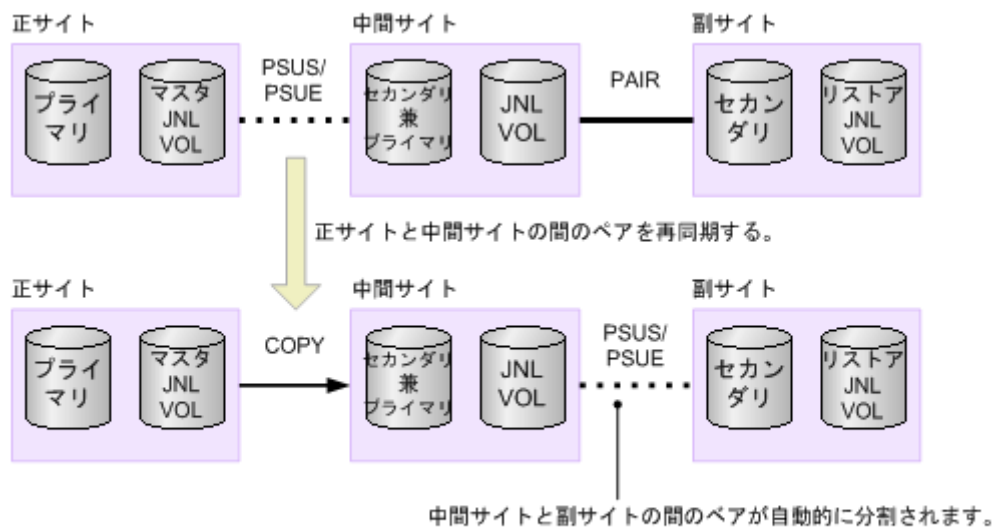 正サイト
中間サイト
副サイト
プライ
マリ
マスタ
JNL
VOL
PSUS/
PSUE
セカンダリ
兼
プライマリ
JNL
VOL
PAIR
セカン
ダリ
リストア
JNL
VOL
正サイトと中間サイトの間のペアを再同期する。
正サイト
中間サイト
副サイト
プライ
マリ
マスタ
JNL
VOL
COPY
セカンダリ
兼
プライマリ
JNL
VOL
PSUS/
PSUE
セカン
ダリ
リストア
JNL
VOL
中間サイトと副サイトの間のペアが自動的に分割されます。